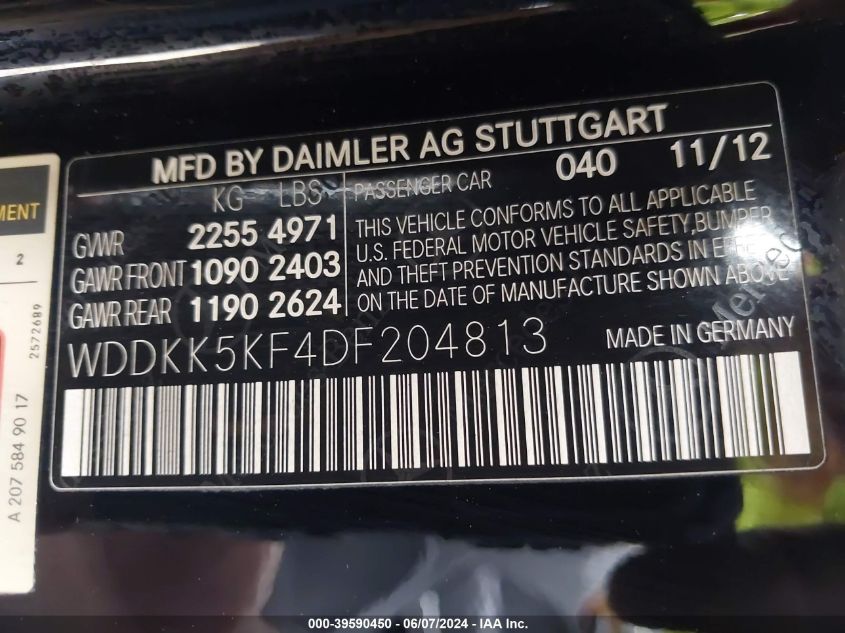 MFD BY DAIMLER AG STUTTGART
KG LBS
GVWR 2255 4971
GAWR FRONT 1090 2403
GAWR REAR 1190 2624
PASSENGER CAR 040 11/12
THIS VEHICLE CONFORMS TO ALL APPLICABLE
U.S. FEDERAL MOTOR VEHICLE SAFETY,BUMPER
AND THEFT PREVENTION STANDARDS IN EFFE
ON THE DATE OF MANUFACTURE SHOWN ABOVE
WDDKK5KF4DF204813 MADE IN GERMANY
MENT
2
2572689
A 207 584 90 17
000-39590450 - 06/07/2024 - IAA Inc.